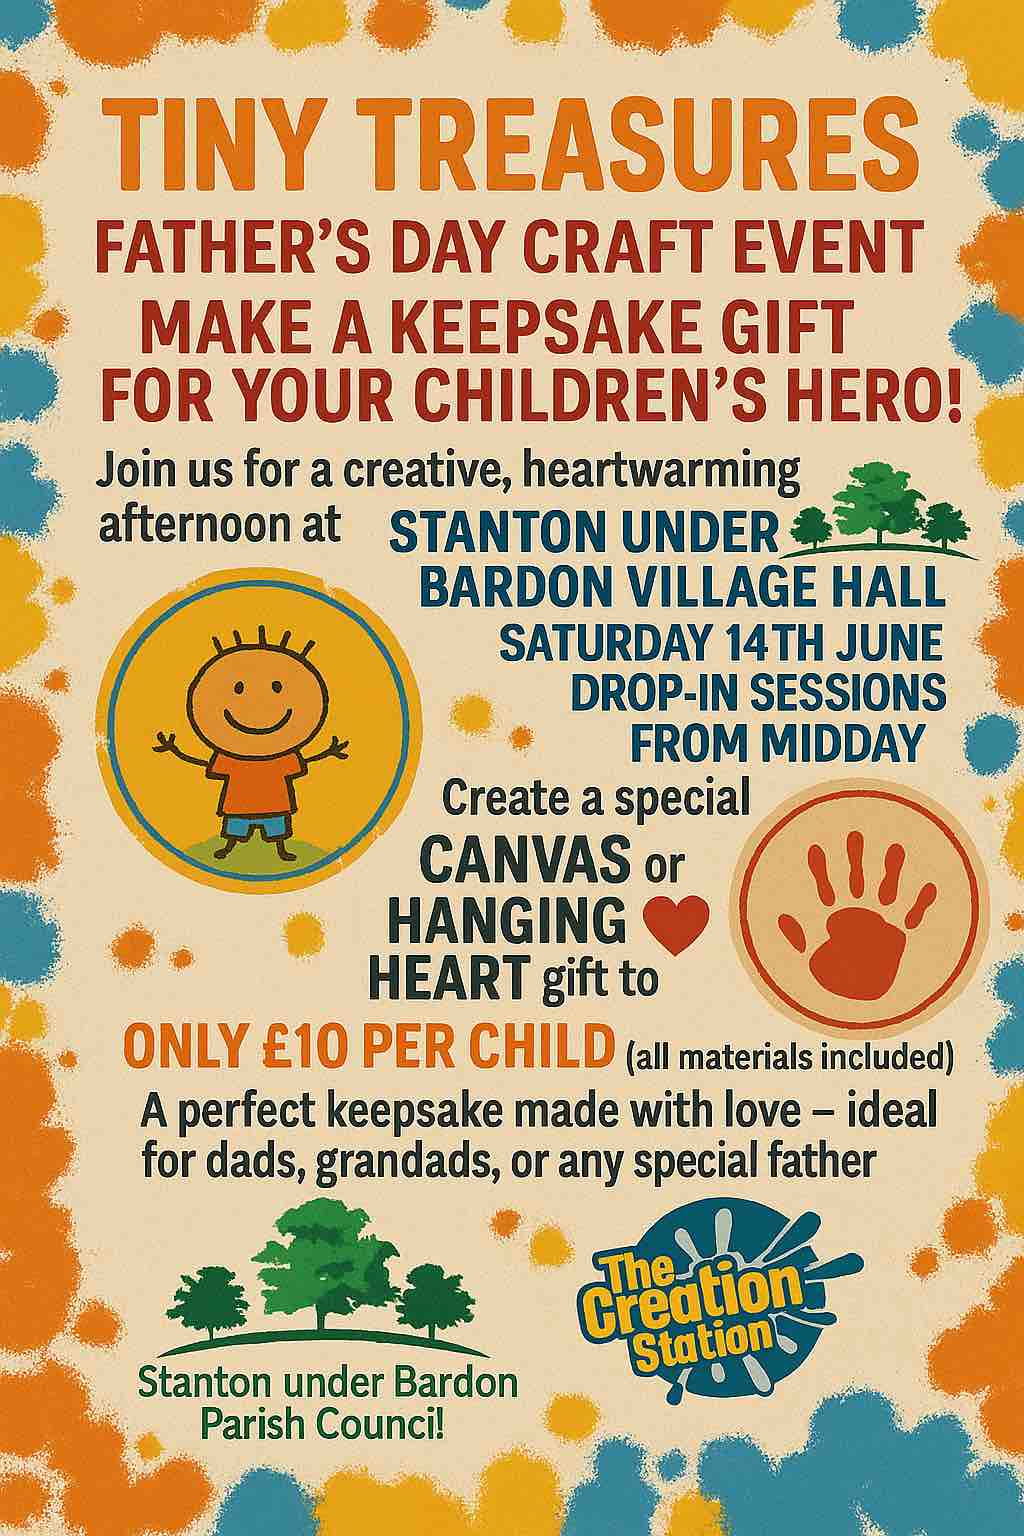 TINY TREASURES
FATHER'S DAY CRAFT EVENT
MAKE A KEEPSAKE GIFT
FOR YOUR CHILDREN'S HERO!
Join us for a creative, heartwarming
afternoon at
STANTON UNDER
BARDON VILLAGE HALL
SATURDAY 14TH JUNE
DROP-IN SESSIONS
FROM MIDDAY
Create a special
CANVAS or
HANGING
HEART gift to
ONLY £10 PER CHILD (all materials included)
A perfect keepsake made with love – ideal
for dads, grandads, or any special father
Stanton under Bardon
Parish Counci!
The
Creation
Station